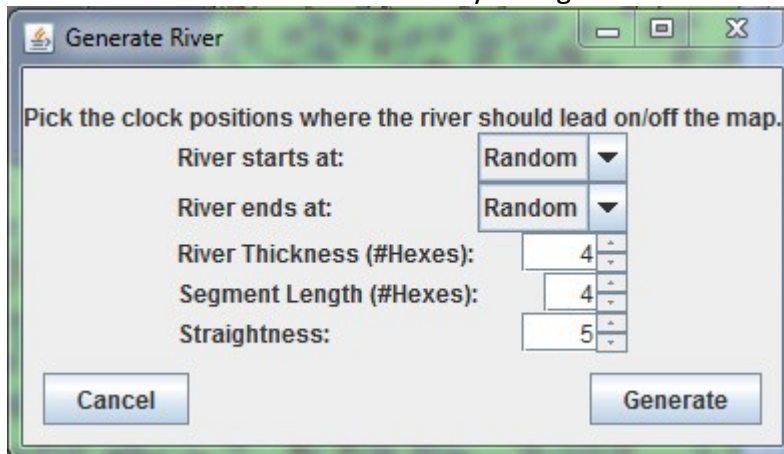 Generate River
Pick the clock positions where the river should lead on/off the map.
River starts at: Random
River ends at: Random
River Thickness (#Hexes): 4
Segment Length (#Hexes): 4
Straightness: 5
Cancel Generate